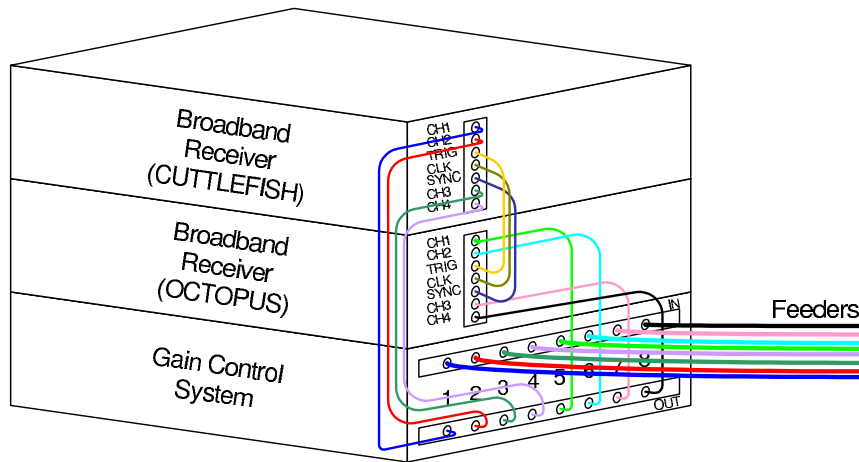 Broadband
Receiver
(CUTTLEFISH)
CH1
CH2
TRIG
CLK
SYNC
CH3
CH4
Broadband
Receiver
(OCTOPUS)
CH1
CH2
TRIG
CLK
SYNC
CH3
CH4
Gain Control
System
IN
Feeders
1 2 3 4 5 6 7 8
OUT